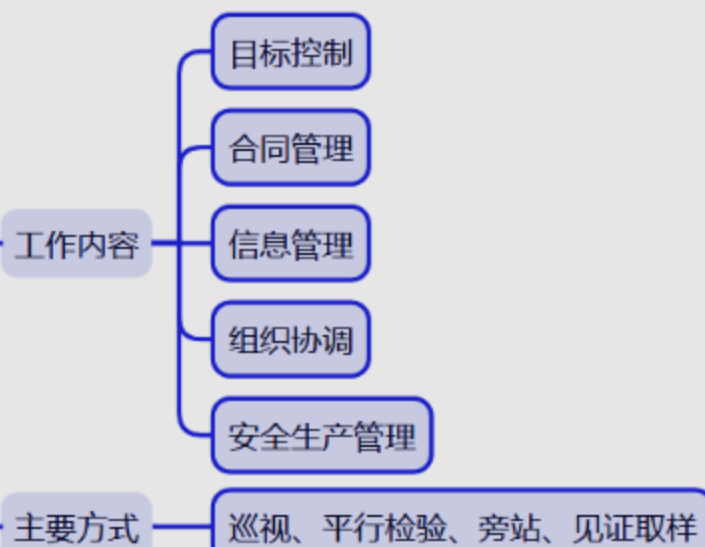 目标控制
合同管理
工作内容
信息管理
组织协调
安全生产管理
主要方式
巡视、平行检验、旁站、见证取样